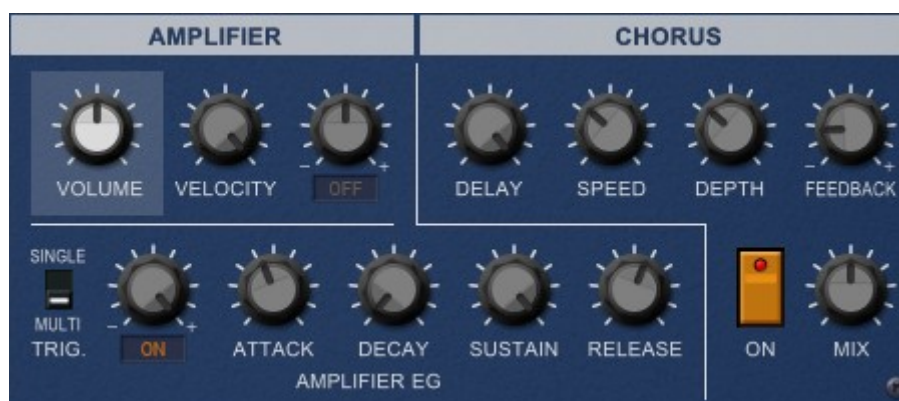 AMPLIFIER
CHORUS
VOLUME VELOCITY - + OFF
DELAY SPEED DEPTH - + FEEDBACK
SINGLE
MULTI
TRIG.
- + ON ATTACK DECAY SUSTAIN RELEASE
AMPLIFIER EG
ON MIX